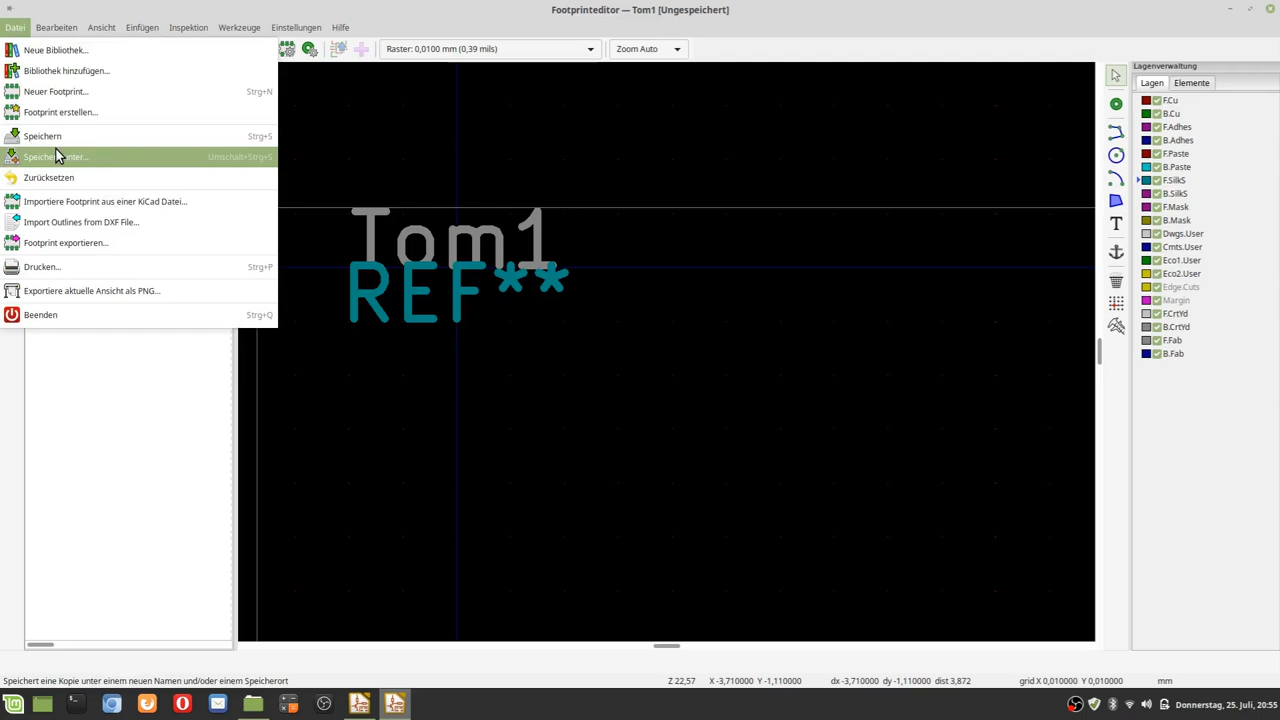 Footprinteditor — Tom1 [Ungespeichert]
Datei Bearbeiten Ansicht Einfügen Inspektion Werkzeuge Einstellungen Hilfe
Neue Bibliothek...
Bibliothek hinzufügen...
Neuer Footprint... Strg+N
Footprint erstellen...
Speichern Strg+S
Speichern unter... Umschalt+Strg+S
Zurücksetzen
Importiere Footprint aus einer KiCad Datei...
Import Outlines from DXF File...
Footprint exportieren...
Drucken... Strg+P
Exportiere aktuelle Ansicht als PNG...
Beenden Strg+Q
Raster: 0,0100 mm (0,39 mils)
Zoom Auto
Tom1
REF**
Lagenverwaltung
Lagen Elemente
F.Cu
B.Cu
F.Adhes
B.Adhes
F.Paste
B.Paste
F.SilkS
B.SilkS
F.Mask
B.Mask
Dwgs.User
Cmts.User
Eco1.User
Eco2.User
Edge.Cuts
Margin
F.CrtYd
B.CrtYd
F.Fab
B.Fab
Speichert eine Kopie unter einem neuen Namen und/oder einem Speicherort
Z 22,57 X -3,710000 Y -1,110000 dx -3,710000 dy -1,110000 dist 3,872 grid X 0,010000 Y 0,010000 mm
Donnerstag, 25. Juli, 20:55